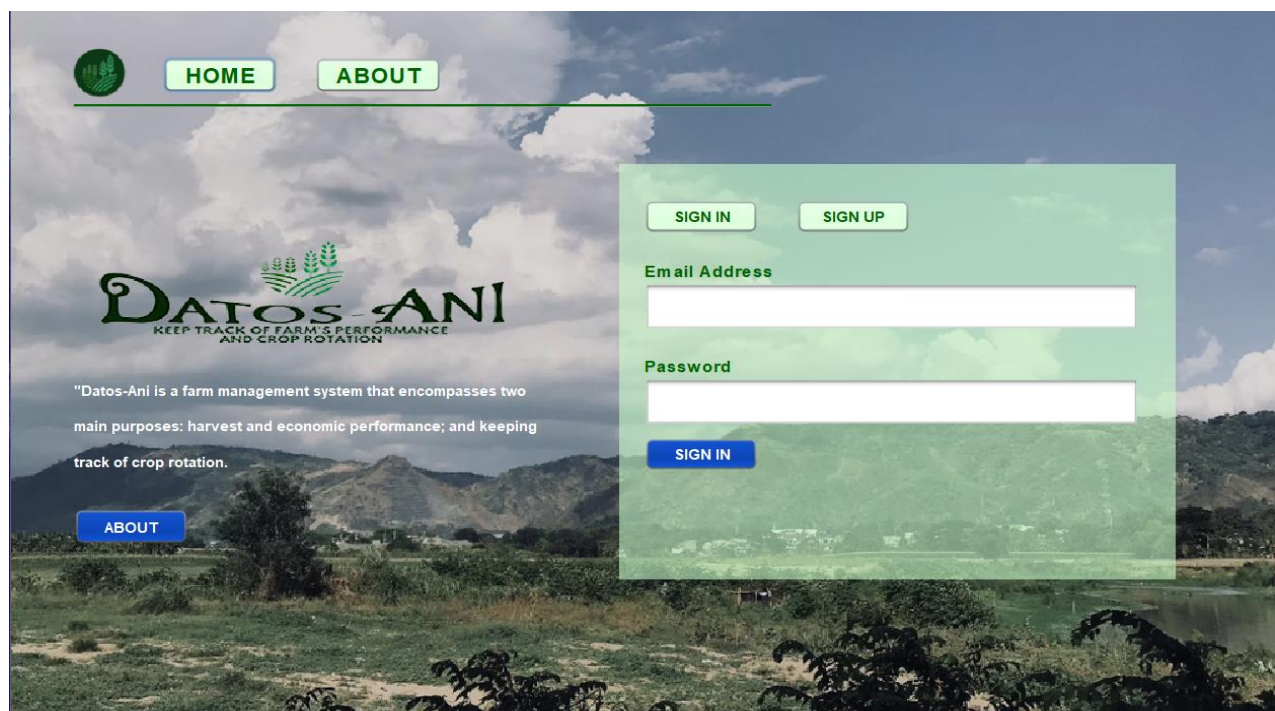 HOME
ABOUT
SIGN IN
SIGN UP
Email Address
DATOS-ANI
KEEP TRACK OF FARM'S PERFORMANCE
AND CROP ROTATION
Password
"Datos-Ani is a farm management system that encompasses two
main purposes: harvest and economic performance; and keeping
track of crop rotation.
SIGN IN
ABOUT